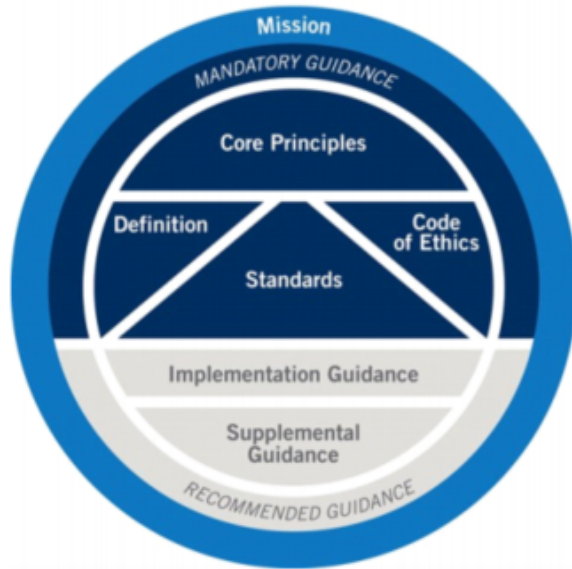 Mission
MANDATORY GUIDANCE
Core Principles
Definition
Code
of Ethics
Standards
Implementation Guidance
Supplemental
Guidance
RECOMMENDED GUIDANCE